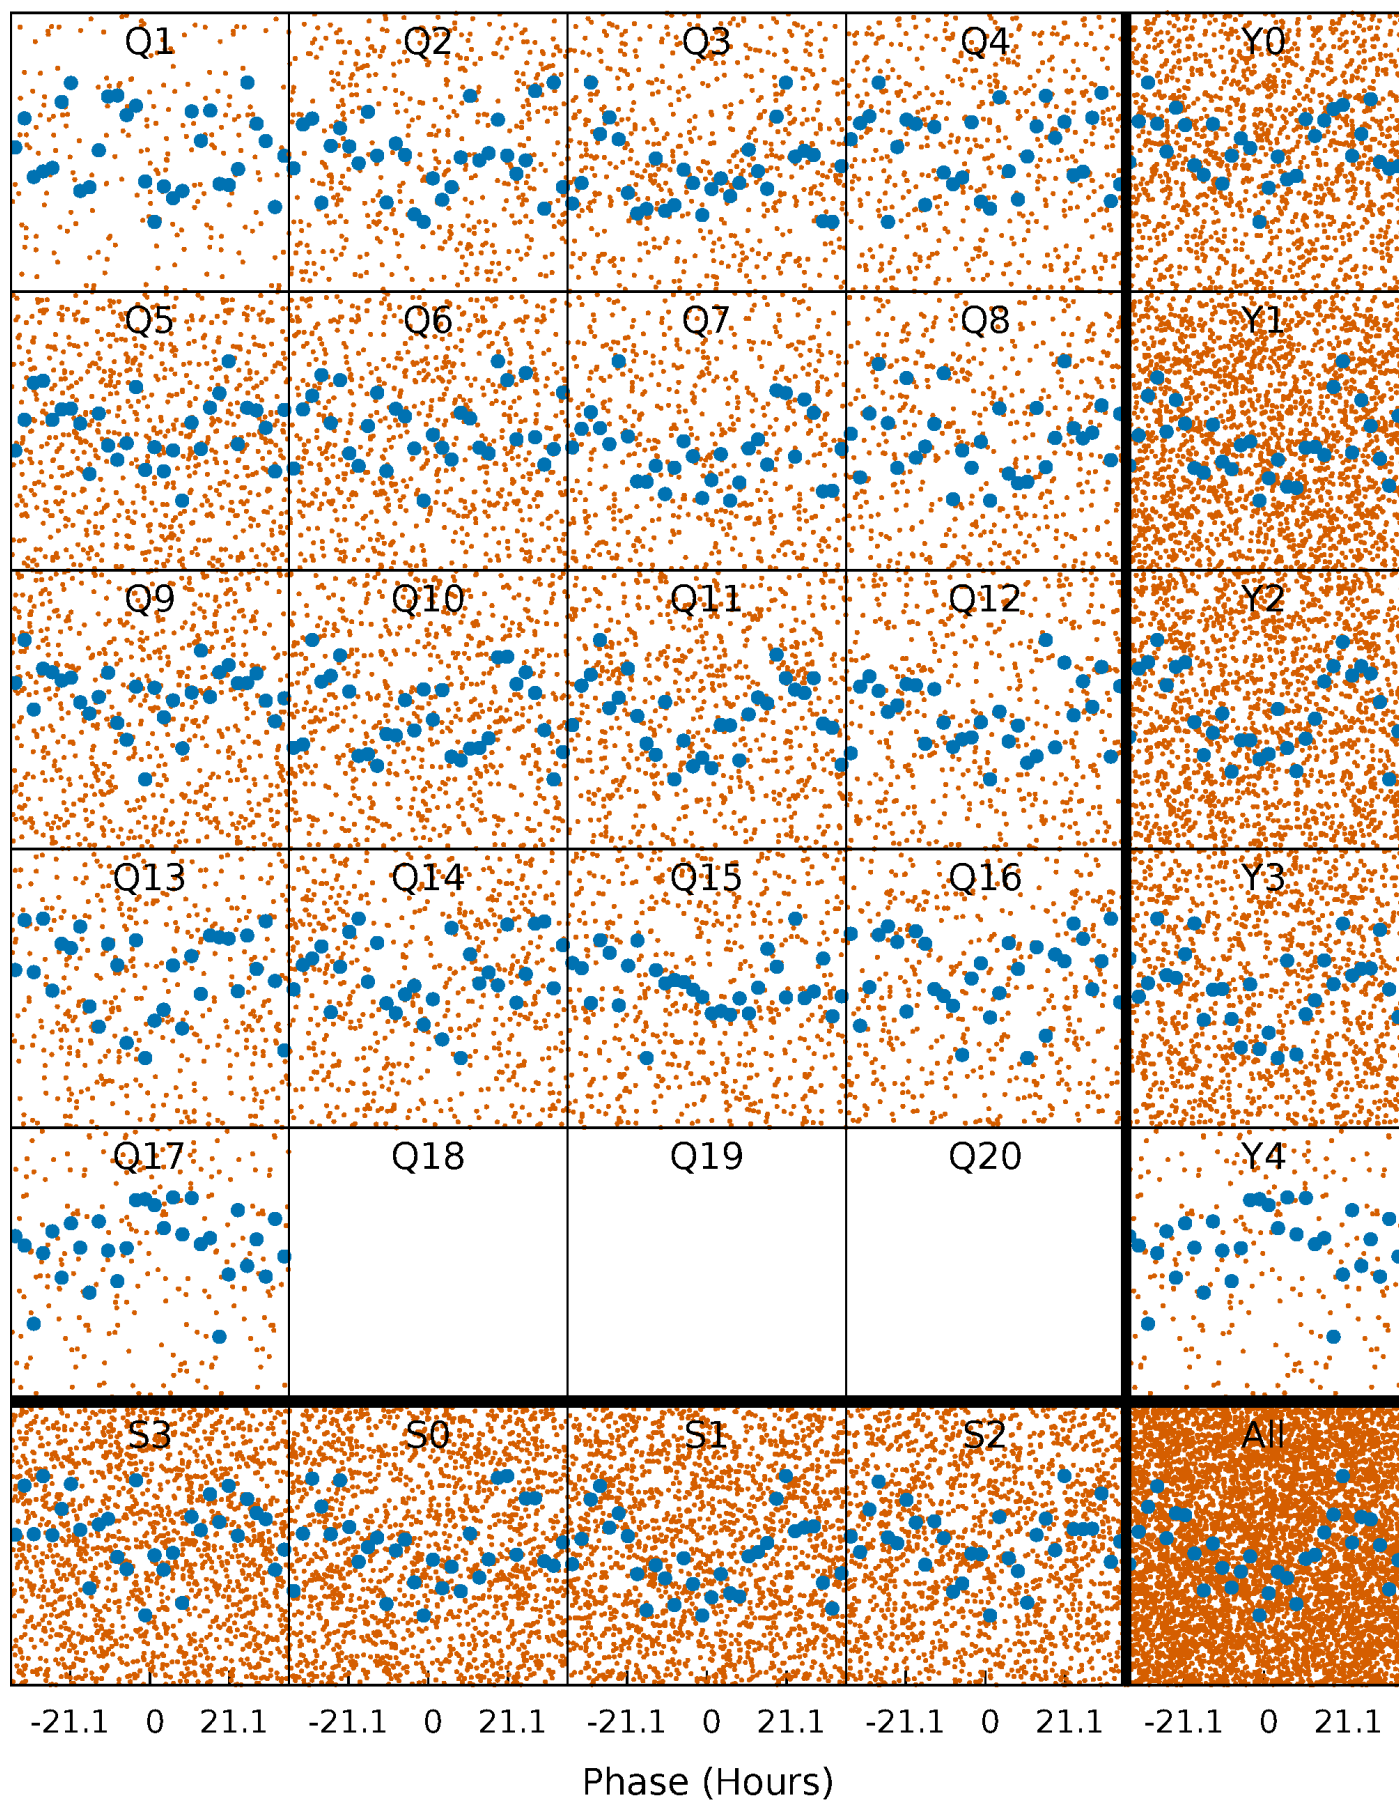 Q1 Q2 Q3 Q4 Y0
Q5 Q6 Q7 Q8 Y1
Q9 Q10 Q11 Q12 Y2
Q13 Q14 Q15 Q16 Y3
Q17 Q18 Q19 Q20 Y4
S3 S0 S1 S2 All
-21.1 0 21.1 -21.1 0 21.1 -21.1 0 21.1 -21.1 0 21.1 -21.1 0 21.1
Phase (Hours)